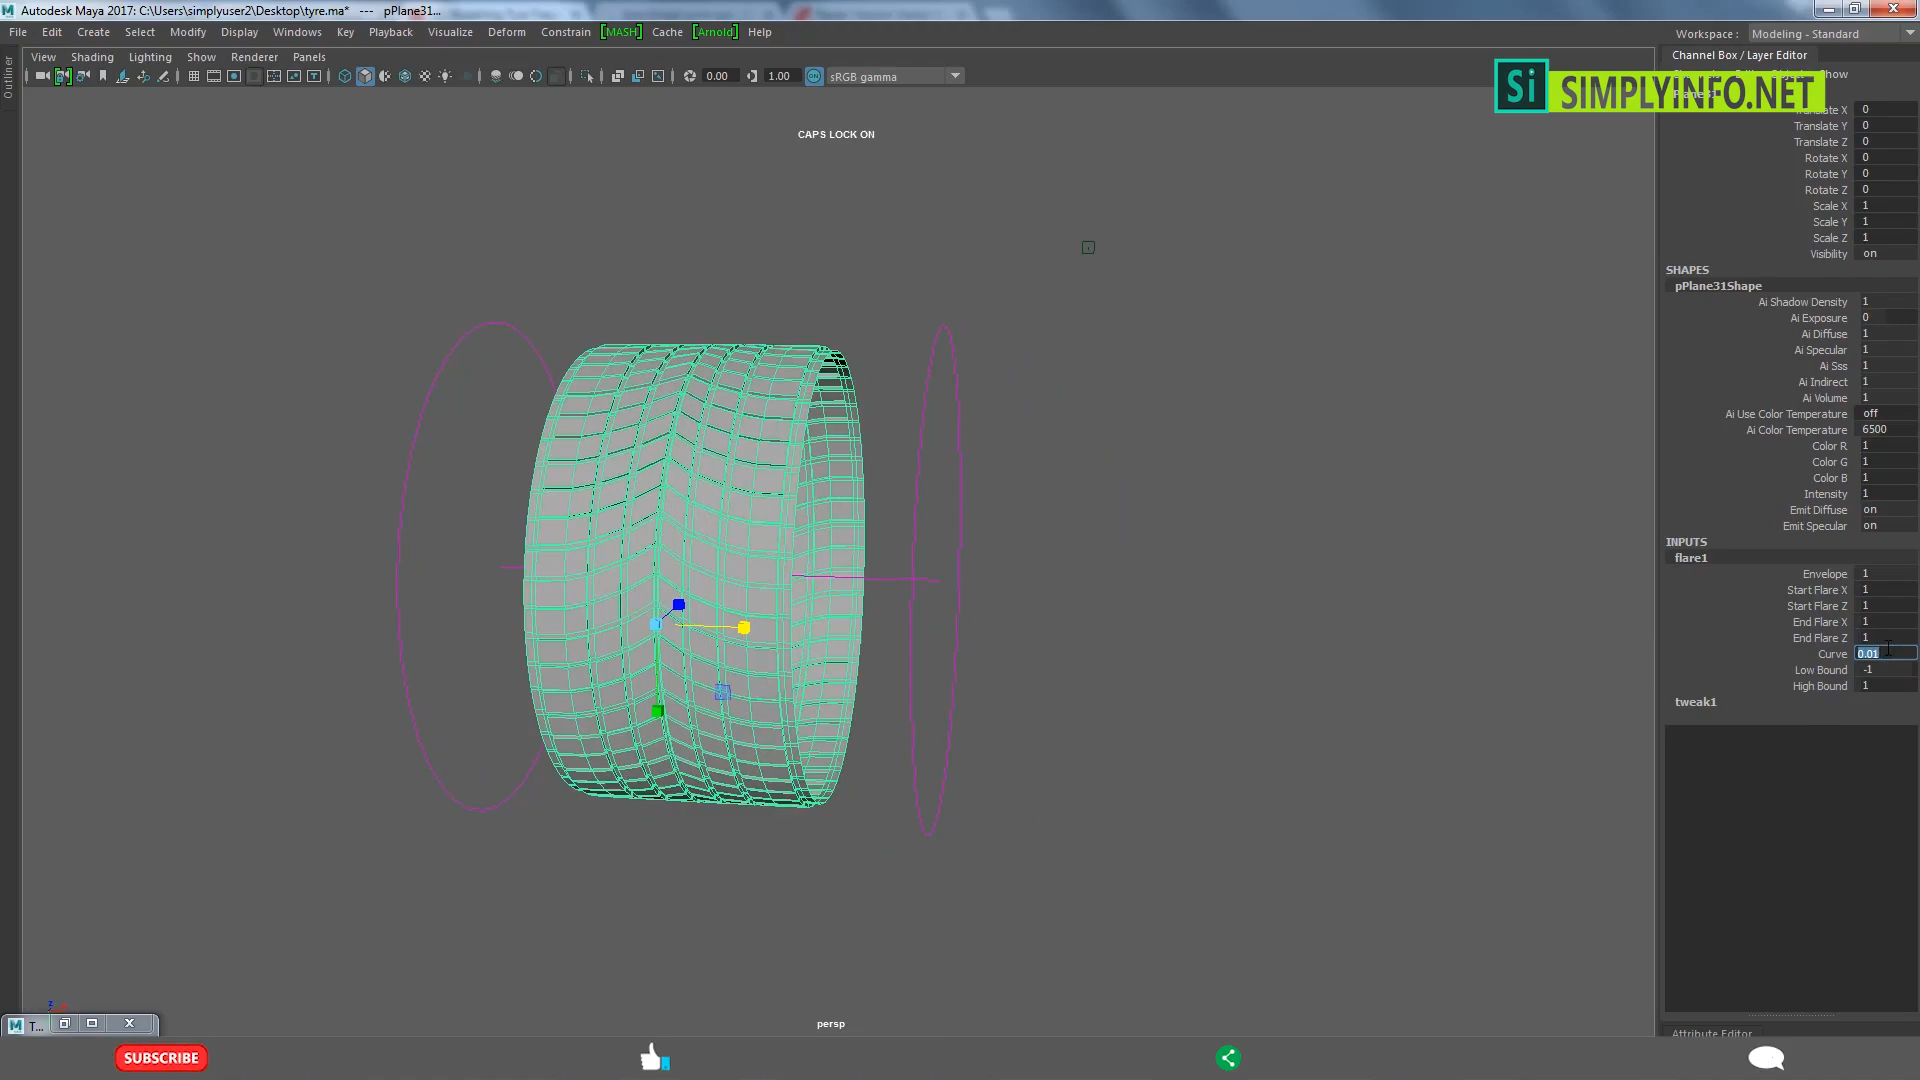 Autodesk Maya 2017: C:\Users\simplyuser2\Desktop\tyre.ma*   ---   pPlane31...
File Edit Create Select Modify Display Windows Mesh Key Playback Visualize Deform Constrain [MASH] Cache [Arnold] Help
Workspace : Modeling - Standard
View Shading Lighting Show Renderer Panels
Channel Box / Layer Editor
Show
0.00 1.00 ON sRGB gamma
Outliner
Si SIMPLYINFO.NET
CAPS LOCK ON
Translate X 0
Translate Y 0
Translate Z 0
Rotate X 0
Rotate Y 0
Rotate Z 0
Scale X 1
Scale Y 1
Scale Z 1
Visibility on
SHAPES
pPlane31Shape
Ai Shadow Density 1
Ai Exposure 0
Ai Diffuse 1
Ai Specular 1
Ai Sss 1
Ai Indirect 1
Ai Volume 1
Ai Use Color Temperature off
Ai Color Temperature 6500
Color R 1
Color G 1
Color B 1
Intensity 1
Emit Diffuse on
Emit Specular on
INPUTS
flare1
Envelope 1
Start Flare X 1
Start Flare Z 1
End Flare X 1
End Flare Z 1
Curve 0.01
Low Bound -1
High Bound 1
tweak1
z
T...
persp
Attribute Editor
SUBSCRIBE